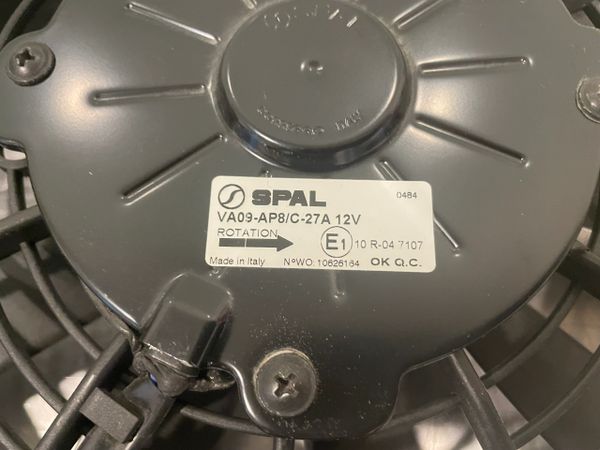 SPAL
0484
VA09-AP8/C-27A 12V
ROTATION
E1 10 R-04 7107
Made in Italy N°WO. 10626164 OK Q.C.